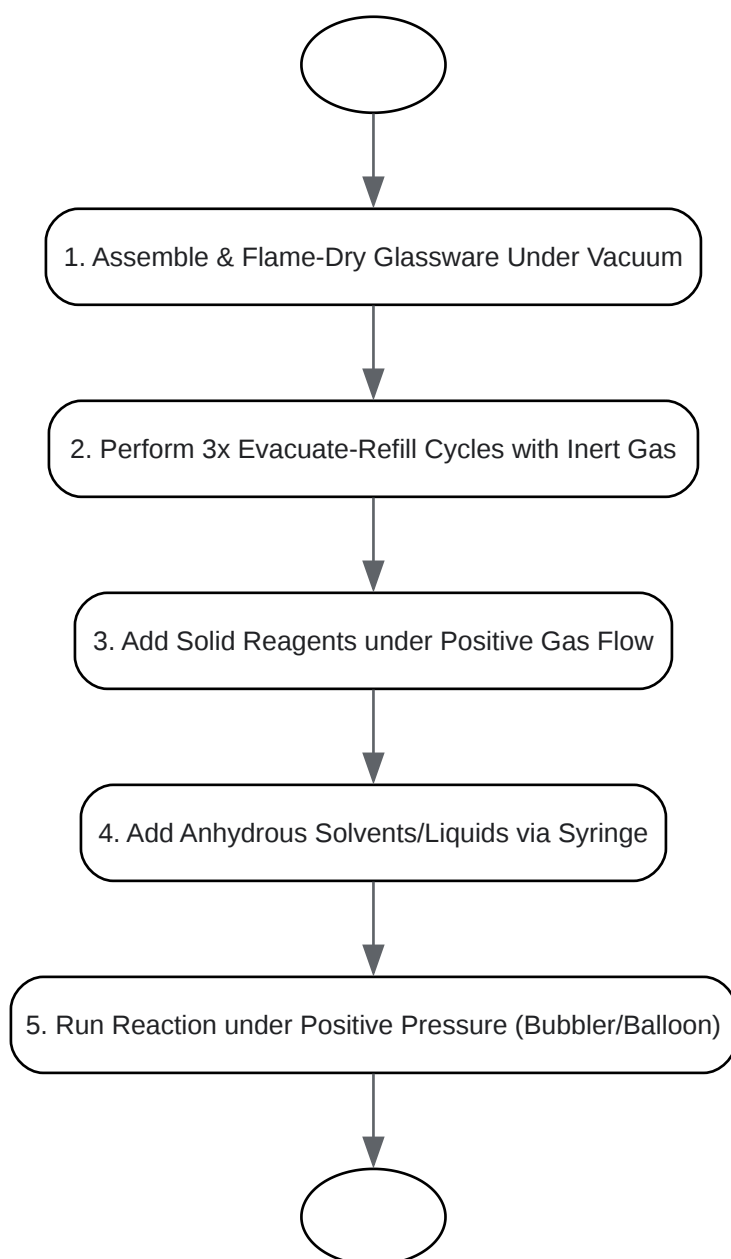 1. Assemble & Flame-Dry Glassware Under Vacuum
2. Perform 3x Evacuate-Refill Cycles with Inert Gas
3. Add Solid Reagents under Positive Gas Flow
4. Add Anhydrous Solvents/Liquids via Syringe
5. Run Reaction under Positive Pressure (Bubbler/Balloon)